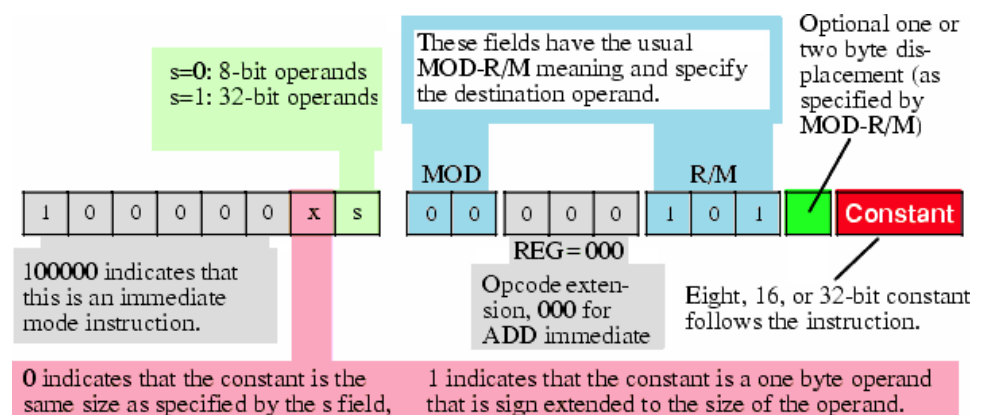 Optional one or
two byte dis-
placement (as
specified by
MOD-R/M)
These fields have the usual
MOD-R/M meaning and specify
the destination operand.
s=0: 8-bit operands
s=1: 32-bit operands
MOD
R/M
1 0 0 0 0 0 x s 0 0 0 0 0 1 0 1 Constant
REG = 000
100000 indicates that
this is an immediate
mode instruction.
Opcode exten-
sion, 000 for
ADD immediate
Eight, 16, or 32-bit constant
follows the instruction.
0 indicates that the constant is the
same size as specified by the s field,
1 indicates that the constant is a one byte operand
that is sign extended to the size of the operand.